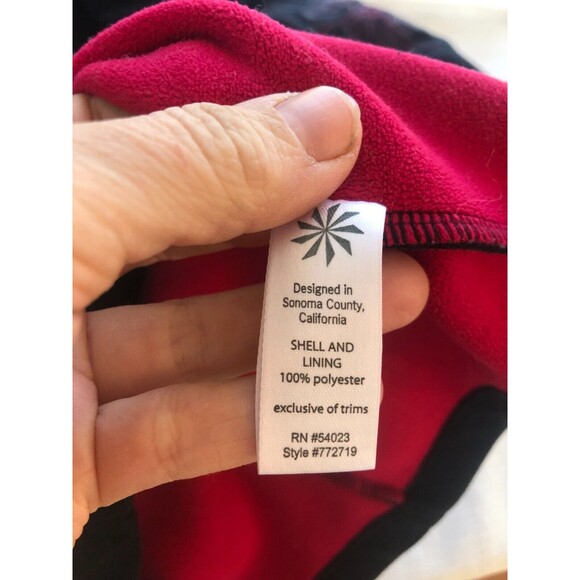 Designed in
Sonoma County,
California
SHELL AND
LINING
100% polyester
exclusive of trims
RN #54023
Style #772719